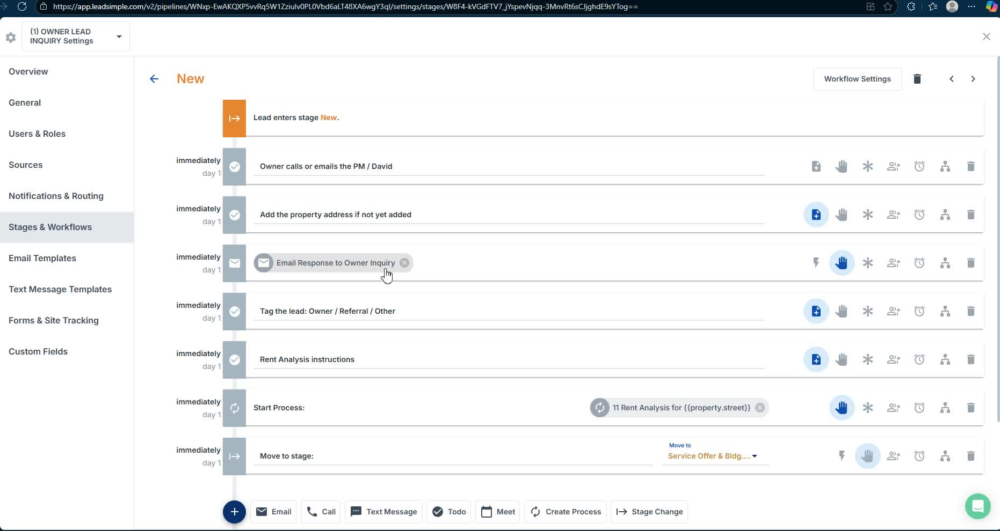 https://app.leadsimple.com/v2/pipelines/WNxp-EwAKQXP5vvRq5W1Zziulv0PL0Vbd6aLT48XA6wgY3ql/settings/stages/W8F4-kVGdFTV7_jYspevNjqq-3MnvRt6sCJjghdE9sYTog==
(1) OWNER LEAD
INQUIRY Settings
Overview
General
Users & Roles
Sources
Notifications & Routing
Stages & Workflows
Email Templates
Text Message Templates
Forms & Site Tracking
Custom Fields
New
Workflow Settings
Lead enters stage New.
immediately
day 1
Owner calls or emails the PM / David
immediately
day 1
Add the property address if not yet added
immediately
day 1
Email Response to Owner Inquiry
immediately
day 1
Tag the lead: Owner / Referral / Other
immediately
day 1
Rent Analysis instructions
immediately
day 1
Start Process:
11 Rent Analysis for {{property.street}}
immediately
day 1
Move to stage:
Move to
Service Offer & Bldg....
Email
Call
Text Message
Todo
Meet
Create Process
Stage Change